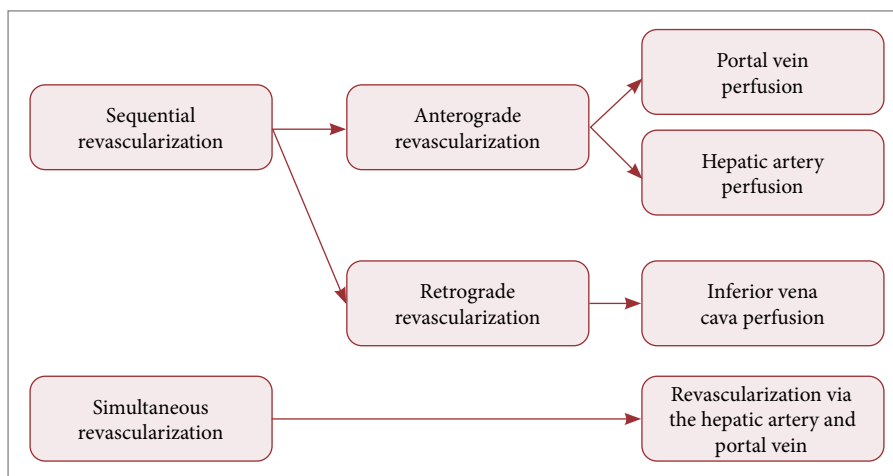 Sequential
revascularization
Anterograde
revascularization
Portal vein
perfusion
Hepatic artery
perfusion
Retrograde
revascularization
Inferior vena
cava perfusion
Simultaneous
revascularization
Revascularization via
the hepatic artery and
portal vein